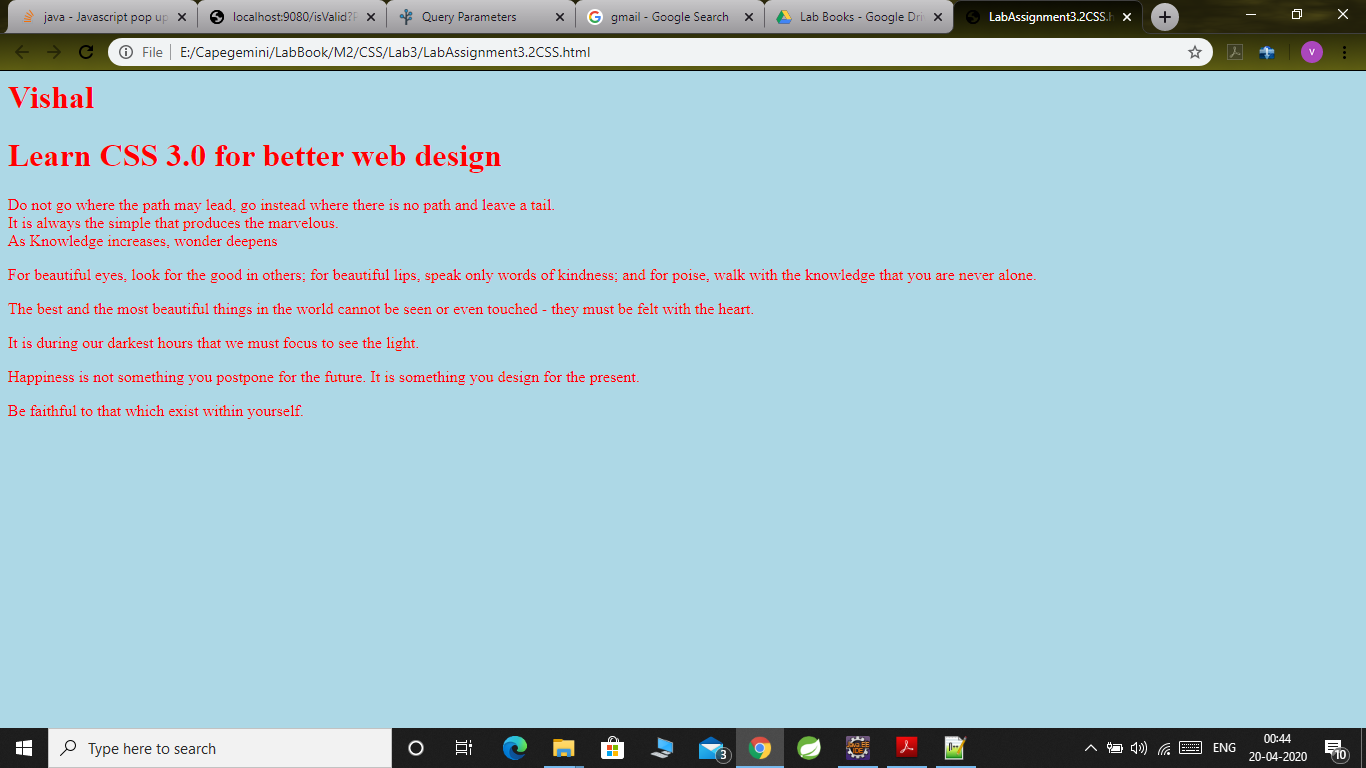 java - Javascript pop up
localhost:9080/isValid?
Query Parameters
gmail - Google Search
Lab Books - Google Dri
LabAssignment3.2CSS.h
File
E:/Capegemini/LabBook/M2/CSS/Lab3/LabAssignment3.2CSS.html
V
Vishal
Learn CSS 3.0 for better web design
Do not go where the path may lead, go instead where there is no path and leave a tail.
It is always the simple that produces the marvelous.
As Knowledge increases, wonder deepens
For beautiful eyes, look for the good in others; for beautiful lips, speak only words of kindness; and for poise, walk with the knowledge that you are never alone.
The best and the most beautiful things in the world cannot be seen or even touched - they must be felt with the heart.
It is during our darkest hours that we must focus to see the light.
Happiness is not something you postpone for the future. It is something you design for the present.
Be faithful to that which exist within yourself.
Type here to search
3
ENG
00:44
20-04-2020
10